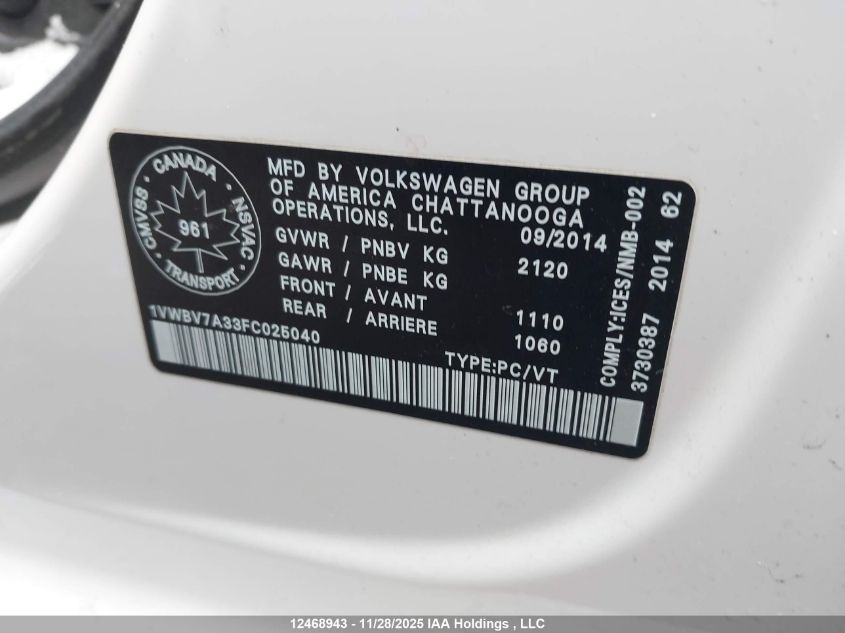 CANADA
CMVSS
NSVAC
961
TRANSPORT
MFD BY VOLKSWAGEN GROUP
OF AMERICA CHATTANOOGA
OPERATIONS, LLC.
09/2014
GVWR / PNBV KG 2120
GAWR / PNBE KG
FRONT / AVANT 1110
REAR / ARRIERE 1060
1VWBV7A33FC025040
TYPE:PC/VT
COMPLY:ICES/NMB-002
3730387 2014 62
12468943 - 11/28/2025 IAA Holdings , LLC